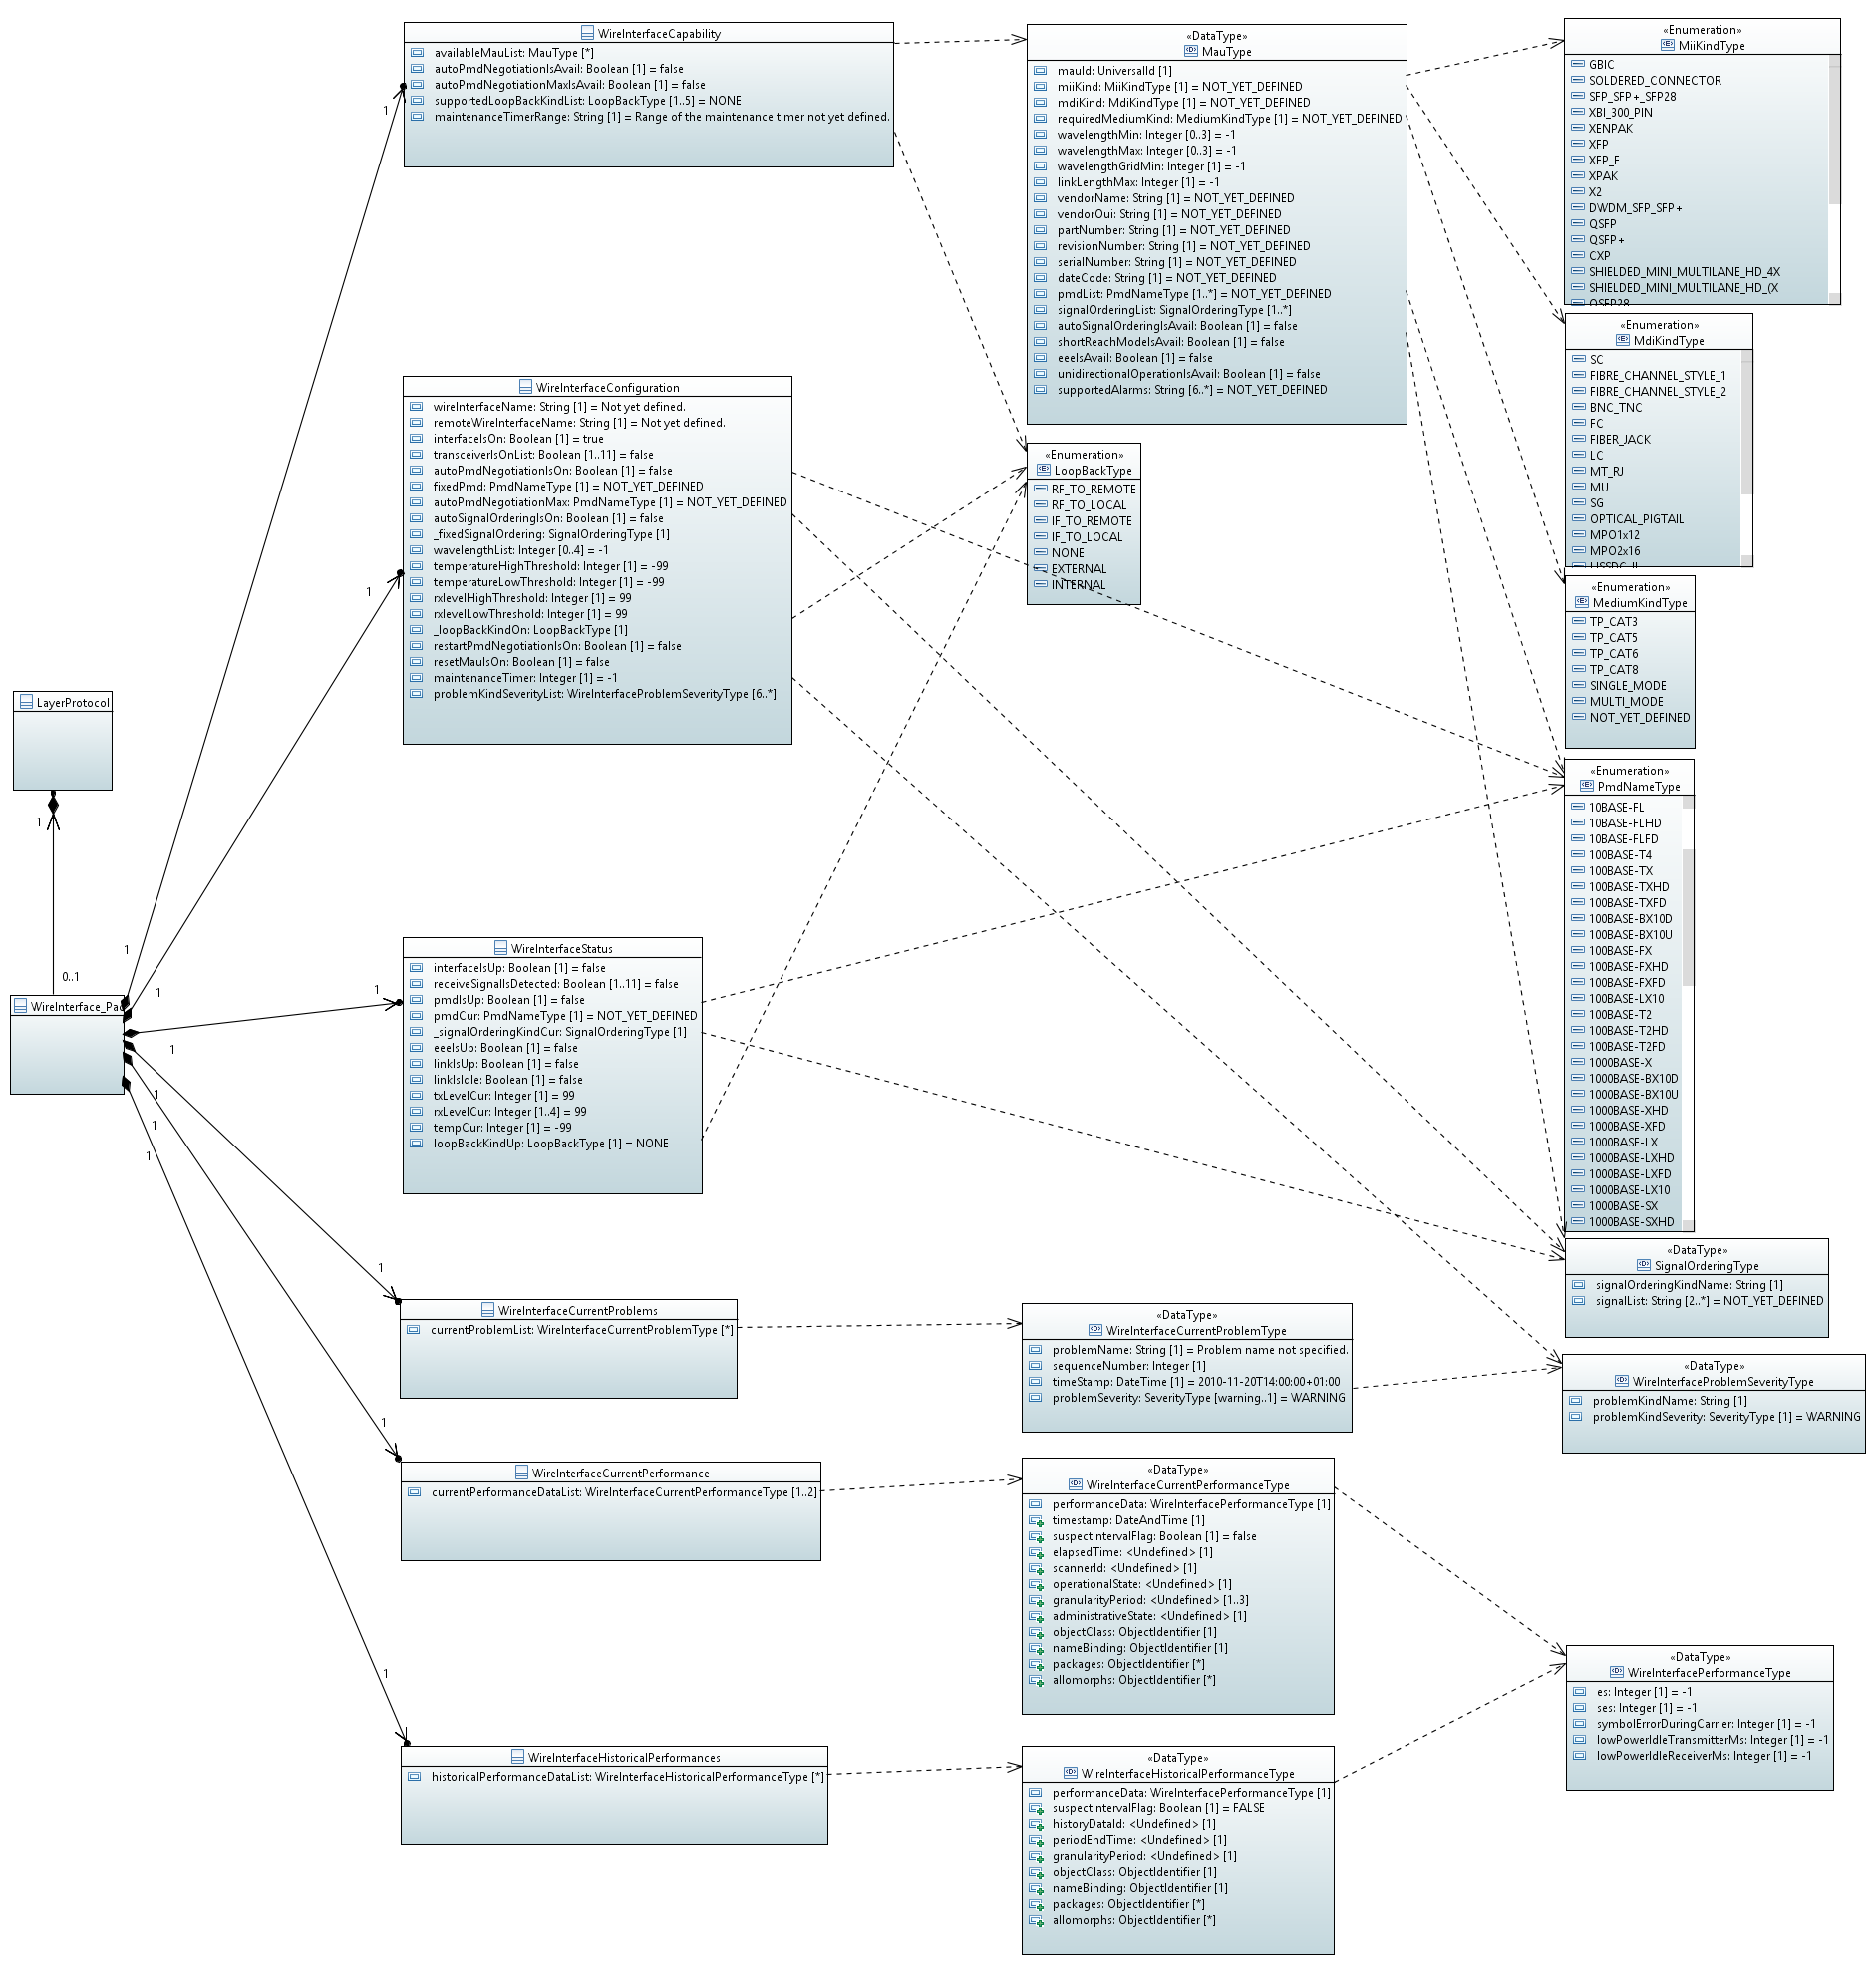 WireInterfaceCapability
availableMauList: MauType [*]
autoPmdNegotiationIsAvail: Boolean [1] = false
autoPmdNegotiationMaxIsAvail: Boolean [1] = false
supportedLoopBackKindList: LoopBackType [1..5] = NONE
maintenanceTimerRange: String [1] = Range of the maintenance timer not yet defined.
«DataType»
MauType
mauId: UniversalId [1]
miiKind: MiiKindType [1] = NOT_YET_DEFINED
mdiKind: MdiKindType [1] = NOT_YET_DEFINED
requiredMediumKind: MediumKindType [1] = NOT_YET_DEFINED
wavelengthMin: Integer [0..3] = -1
wavelengthMax: Integer [0..3] = -1
wavelengthGridMin: Integer [1] = -1
linkLengthMax: Integer [1] = -1
vendorName: String [1] = NOT_YET_DEFINED
vendorOui: String [1] = NOT_YET_DEFINED
partNumber: String [1] = NOT_YET_DEFINED
revisionNumber: String [1] = NOT_YET_DEFINED
serialNumber: String [1] = NOT_YET_DEFINED
dateCode: String [1] = NOT_YET_DEFINED
pmdList: PmdNameType [1..*] = NOT_YET_DEFINED
signalOrderingList: SignalOrderingType [1..*]
autoSignalOrderingIsAvail: Boolean [1] = false
shortReachModeIsAvail: Boolean [1] = false
eeeIsAvail: Boolean [1] = false
unidirectionalOperationIsAvail: Boolean [1] = false
supportedAlarms: String [6..*] = NOT_YET_DEFINED
«Enumeration»
MiiKindType
GBIC
SOLDERED_CONNECTOR
SFP_SFP+_SFP28
XBI_300_PIN
XENPAK
XFP
XFP_E
XPAK
X2
DWDM_SFP_SFP+
QSFP
QSFP+
CXP
SHIELDED_MINI_MULTILANE_HD_4X
SHIELDED_MINI_MULTILANE_HD_(X
QSFP28
«Enumeration»
MdiKindType
SC
FIBRE_CHANNEL_STYLE_1
FIBRE_CHANNEL_STYLE_2
BNC_TNC
FC
FIBER_JACK
LC
MT_RJ
MU
SG
OPTICAL_PIGTAIL
MPO1x12
MPO2x16
«Enumeration»
MediumKindType
TP_CAT3
TP_CAT5
TP_CAT6
TP_CAT8
SINGLE_MODE
MULTI_MODE
NOT_YET_DEFINED
«Enumeration»
LoopBackType
RF_TO_REMOTE
RF_TO_LOCAL
IF_TO_REMOTE
IF_TO_LOCAL
NONE
EXTERNAL
INTERNAL
WireInterfaceConfiguration
wireInterfaceName: String [1] = Not yet defined.
remoteWireInterfaceName: String [1] = Not yet defined.
interfaceIsOn: Boolean [1] = true
transceiverIsOnList: Boolean [1..11] = false
autoPmdNegotiationIsOn: Boolean [1] = false
fixedPmd: PmdNameType [1] = NOT_YET_DEFINED
autoPmdNegotiationMax: PmdNameType [1] = NOT_YET_DEFINED
autoSignalOrderingIsOn: Boolean [1] = false
_fixedSignalOrdering: SignalOrderingType [1]
wavelengthList: Integer [0..4] = -1
temperatureHighThreshold: Integer [1] = -99
temperatureLowThreshold: Integer [1] = -99
rxlevelHighThreshold: Integer [1] = 99
rxlevelLowThreshold: Integer [1] = 99
_loopBackKindOn: LoopBackType [1]
restartPmdNegotiationIsOn: Boolean [1] = false
resetMauIsOn: Boolean [1] = false
maintenanceTimer: Integer [1] = -1
problemKindSeverityList: WireInterfaceProblemSeverityType [6..*]
LayerProtocol
1
0..1
WireInterface_Pac
1
1
1
1
1
1
1
1
1
1
1
1
«Enumeration»
PmdNameType
10BASE-FL
10BASE-FLHD
10BASE-FLFD
100BASE-T4
100BASE-TX
100BASE-TXHD
100BASE-TXFD
100BASE-BX10D
100BASE-BX10U
100BASE-FX
100BASE-FXHD
100BASE-FXFD
100BASE-LX10
100BASE-T2
100BASE-T2HD
100BASE-T2FD
1000BASE-X
1000BASE-BX10D
1000BASE-BX10U
1000BASE-XHD
1000BASE-XFD
1000BASE-LX
1000BASE-LXHD
1000BASE-LXFD
1000BASE-LX10
1000BASE-SX
1000BASE-SXHD
WireInterfaceStatus
interfaceIsUp: Boolean [1] = false
receiveSignalIsDetected: Boolean [1..11] = false
pmdIsUp: Boolean [1] = false
pmdCur: PmdNameType [1] = NOT_YET_DEFINED
_signalOrderingKindCur: SignalOrderingType [1]
eeeIsUp: Boolean [1] = false
linkIsUp: Boolean [1] = false
linkIsIdle: Boolean [1] = false
txLevelCur: Integer [1] = 99
rxLevelCur: Integer [1..4] = 99
tempCur: Integer [1] = -99
loopBackKindUp: LoopBackType [1] = NONE
«DataType»
SignalOrderingType
signalOrderingKindName: String [1]
signalList: String [2..*] = NOT_YET_DEFINED
WireInterfaceCurrentProblems
currentProblemList: WireInterfaceCurrentProblemType [*]
«DataType»
WireInterfaceCurrentProblemType
problemName: String [1] = Problem name not specified.
sequenceNumber: Integer [1]
timeStamp: DateTime [1] = 2010-11-20T14:00:00+01:00
problemSeverity: SeverityType [warning..1] = WARNING
«DataType»
WireInterfaceProblemSeverityType
problemKindName: String [1]
problemKindSeverity: SeverityType [1] = WARNING
WireInterfaceCurrentPerformance
currentPerformanceDataList: WireInterfaceCurrentPerformanceType [1..2]
«DataType»
WireInterfaceCurrentPerformanceType
performanceData: WireInterfacePerformanceType [1]
timestamp: DateAndTime [1]
suspectIntervalFlag: Boolean [1] = false
elapsedTime: <Undefined> [1]
scannerId: <Undefined> [1]
operationalState: <Undefined> [1]
granularityPeriod: <Undefined> [1..3]
administrativeState: <Undefined> [1]
objectClass: ObjectIdentifier [1]
nameBinding: ObjectIdentifier [1]
packages: ObjectIdentifier [*]
allomorphs: ObjectIdentifier [*]
«DataType»
WireInterfacePerformanceType
es: Integer [1] = -1
ses: Integer [1] = -1
symbolErrorDuringCarrier: Integer [1] = -1
lowPowerIdleTransmitterMs: Integer [1] = -1
lowPowerIdleReceiverMs: Integer [1] = -1
WireInterfaceHistoricalPerformances
historicalPerformanceDataList: WireInterfaceHistoricalPerformanceType [*]
«DataType»
WireInterfaceHistoricalPerformanceType
performanceData: WireInterfacePerformanceType [1]
suspectIntervalFlag: Boolean [1] = FALSE
historyDataId: <Undefined> [1]
periodEndTime: <Undefined> [1]
granularityPeriod: <Undefined> [1]
objectClass: ObjectIdentifier [1]
nameBinding: ObjectIdentifier [1]
packages: ObjectIdentifier [*]
allomorphs: ObjectIdentifier [*]